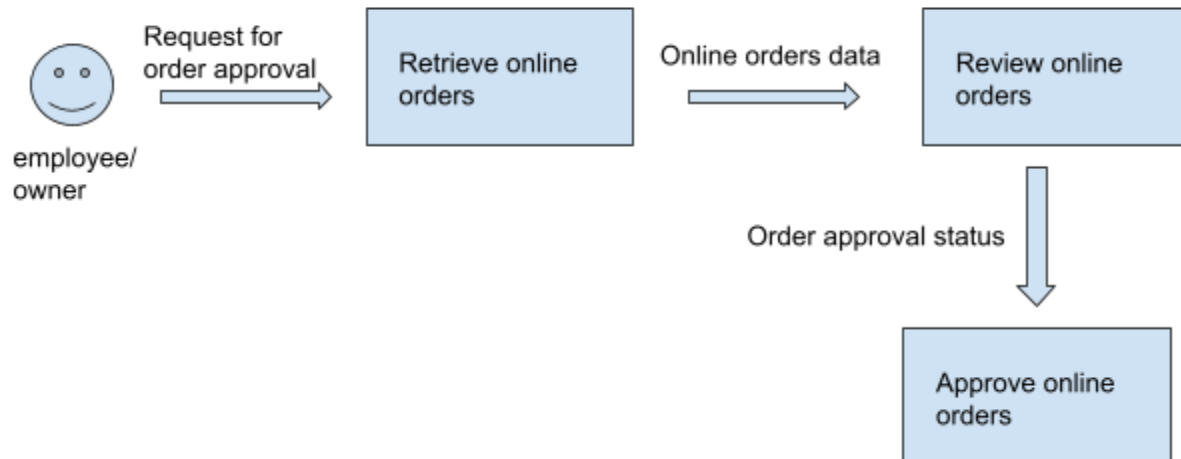 Request for
order approval
employee/
owner
Retrieve online
orders
Online orders data
Review online
orders
Order approval status
Approve online
orders